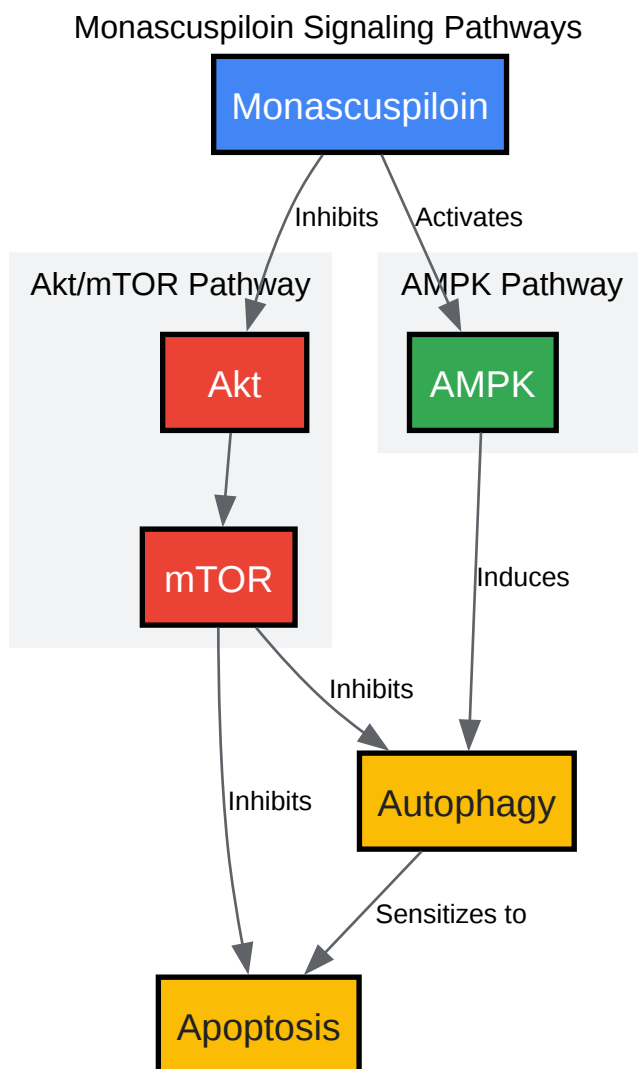 Monascuspiloin Signaling Pathways
Monascuspiloin
Inhibits
Activates
Akt/mTOR Pathway
AMPK Pathway
Akt
AMPK
mTOR
Induces
Inhibits
Inhibits
Autophagy
Sensitizes to
Apoptosis